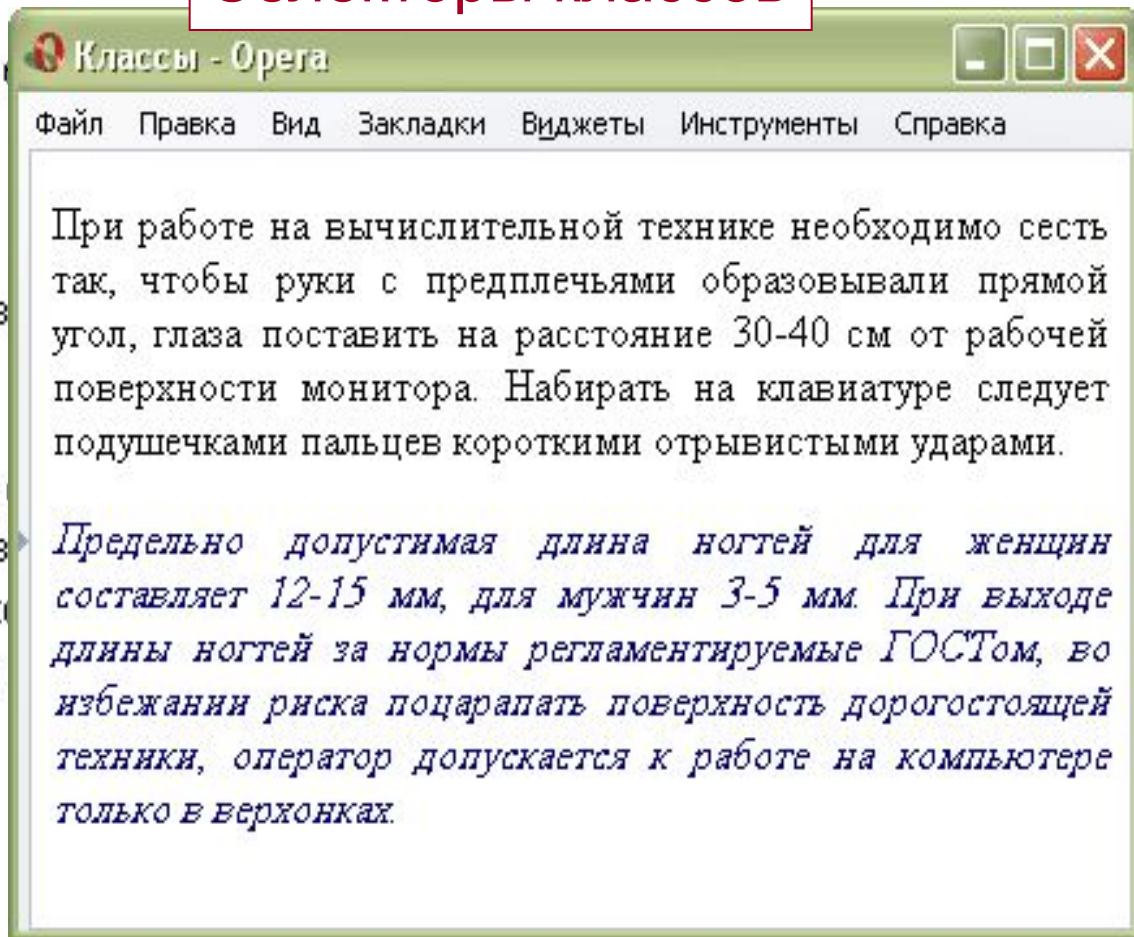 Селекторы классов
Классы - Opera
Файл Правка Вид Закладки Виджеты Инструменты Справка
При работе на вычислительной технике необходимо сесть
так, чтобы руки с предплечьями образовывали прямой
угол, глаза поставить на расстояние 30-40 см от рабочей
поверхности монитора. Набирать на клавиатуре следует
подушечками пальцев короткими отрывистыми ударами.
Предельно допустимая длина ногтей для женщин
составляет 12-15 мм, для мужчин 3-5 мм. При выходе
длины ногтей за нормы регламентируемые ГОСТом, во
избежании риска поцарапать поверхность дорогостоящей
техники, оператор допускается к работе на компьютере
только в верхонках.